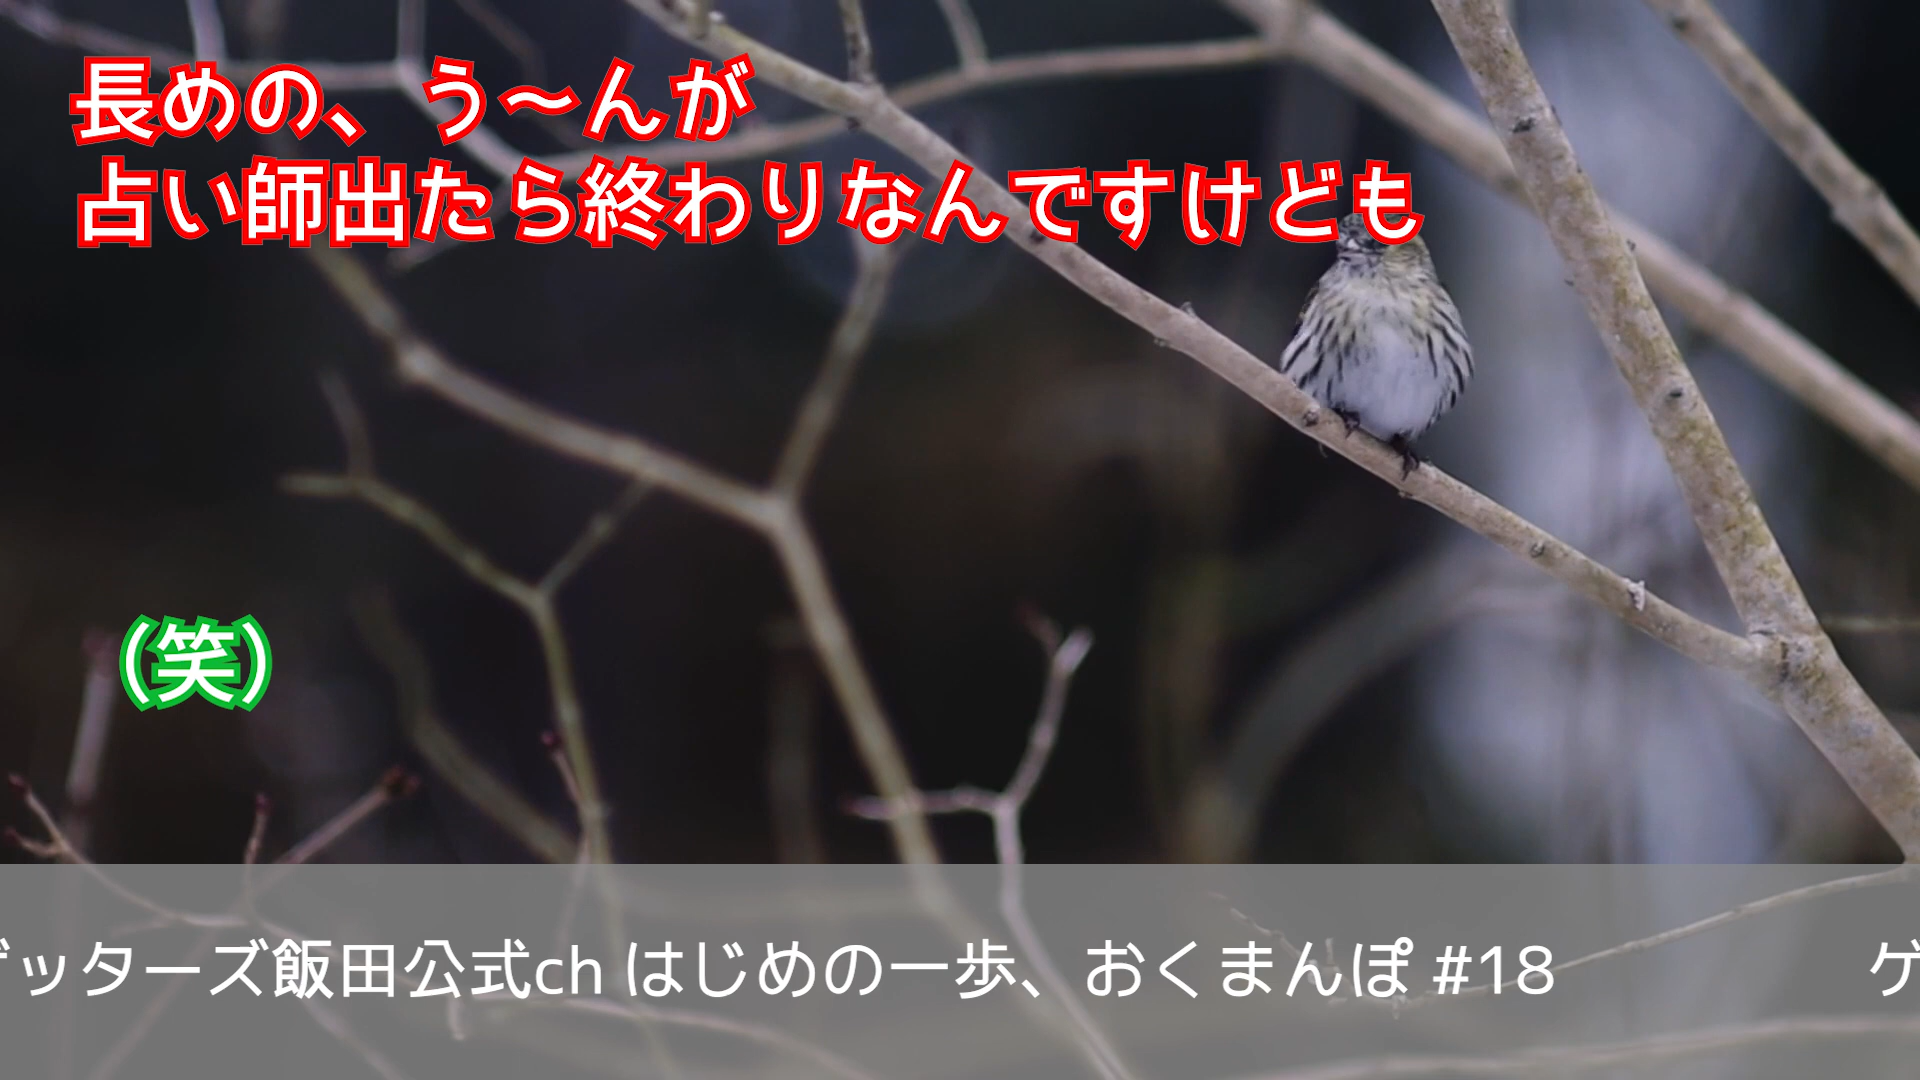 長めの、う～んが
占い師出たら終わりなんですけども
(笑)
ゲッターズ飯田公式ch はじめの一歩、おくまんぽ #18
ゲ